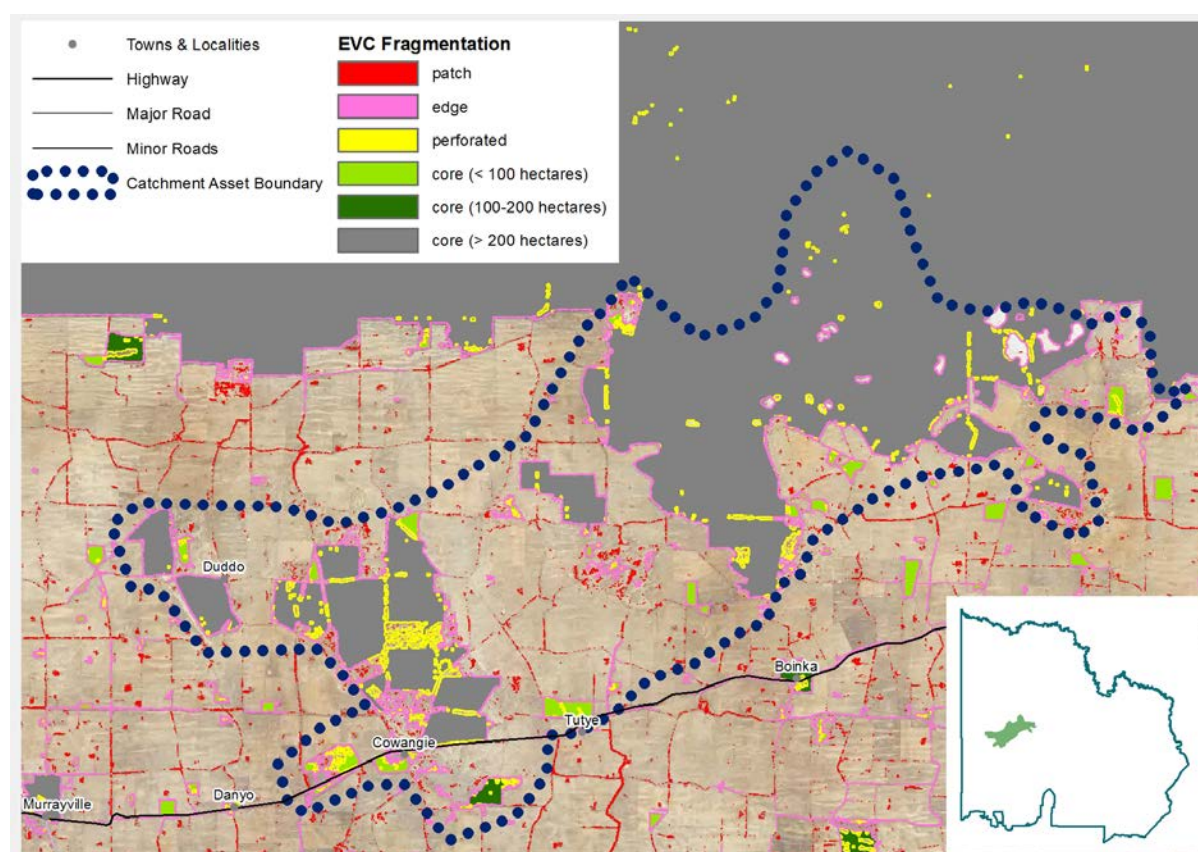 Towns & Localities
Highway
Major Road
Minor Roads
Catchment Asset Boundary
EVC Fragmentation
patch
edge
perforated
core (< 100 hectares)
core (100-200 hectares)
core (> 200 hectares)
Duddo
Boinka
Tutye
Cowangie
Danyo
Murrayville